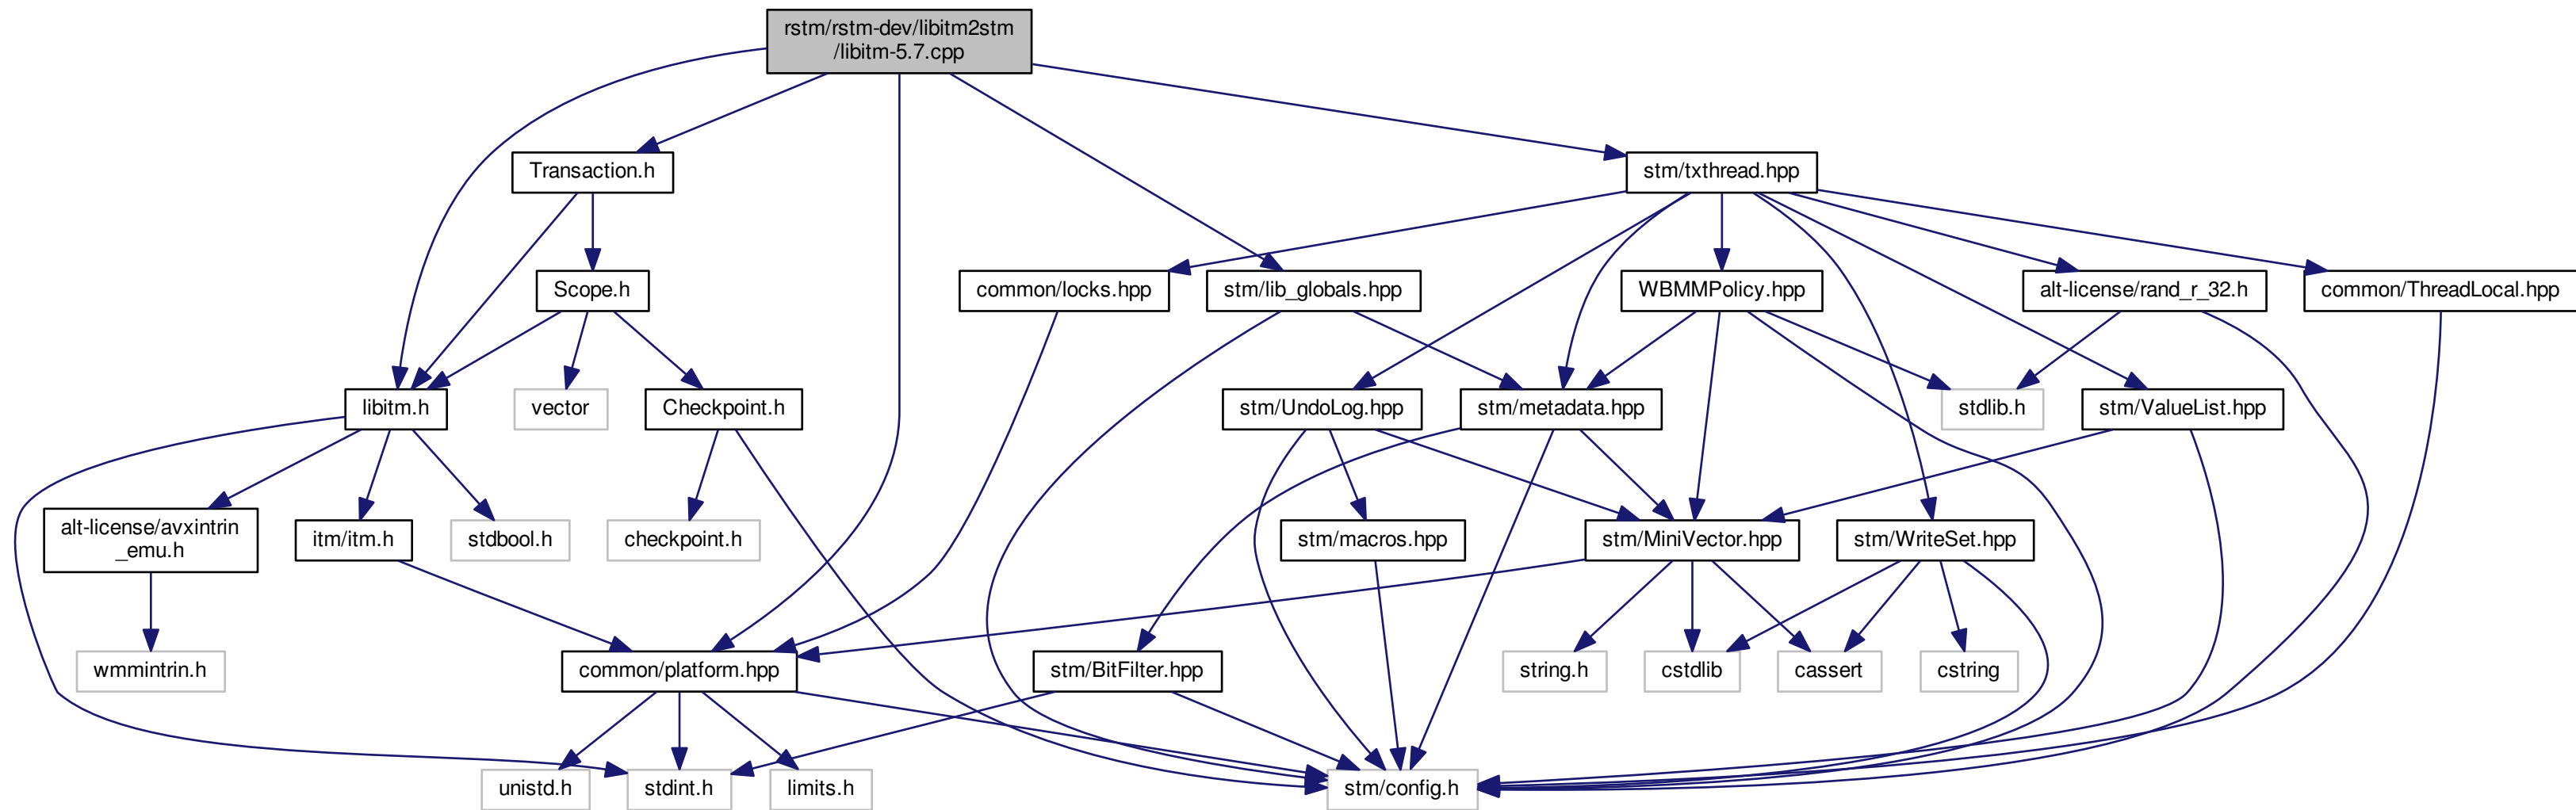 rstm/rstm-dev/libitm2stm
/libitm-5.7.cpp
Transaction.h
stm/txthread.hpp
Scope.h
common/locks.hpp
stm/lib_globals.hpp
WBMMPolicy.hpp
alt-license/rand_r_32.h
common/ThreadLocal.hpp
libitm.h
vector
Checkpoint.h
stm/UndoLog.hpp
stm/metadata.hpp
stdlib.h
stm/ValueList.hpp
alt-license/avxintrin
_emu.h
itm/itm.h
stdbool.h
checkpoint.h
stm/macros.hpp
stm/MiniVector.hpp
stm/WriteSet.hpp
wmmintrin.h
common/platform.hpp
stm/BitFilter.hpp
string.h
cstdlib
cassert
cstring
unistd.h
stdint.h
limits.h
stm/config.h